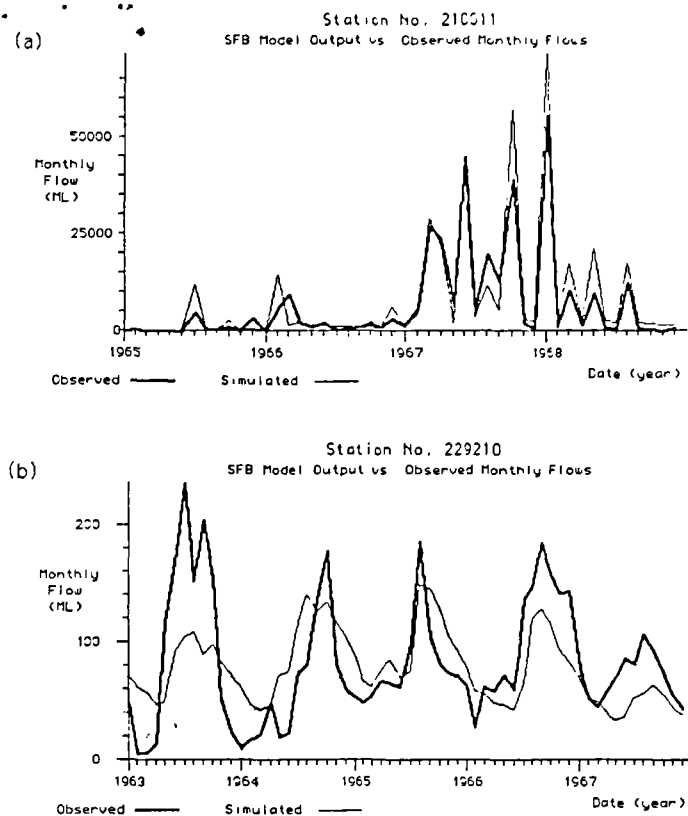 (a)
Station No. 210011
SFB Model Output vs Observed Monthly Flows
Monthly
Flow
(ML)
50000
25000
0
1965
1966
1967
1958
Date (year)
Observed
Simulated
(b)
Station No. 229210
SFB Model Output vs Observed Monthly Flows
Monthly
Flow
(ML)
200
100
0
1963
1964
1965
1966
1967
Date (year)
Observed
Simulated